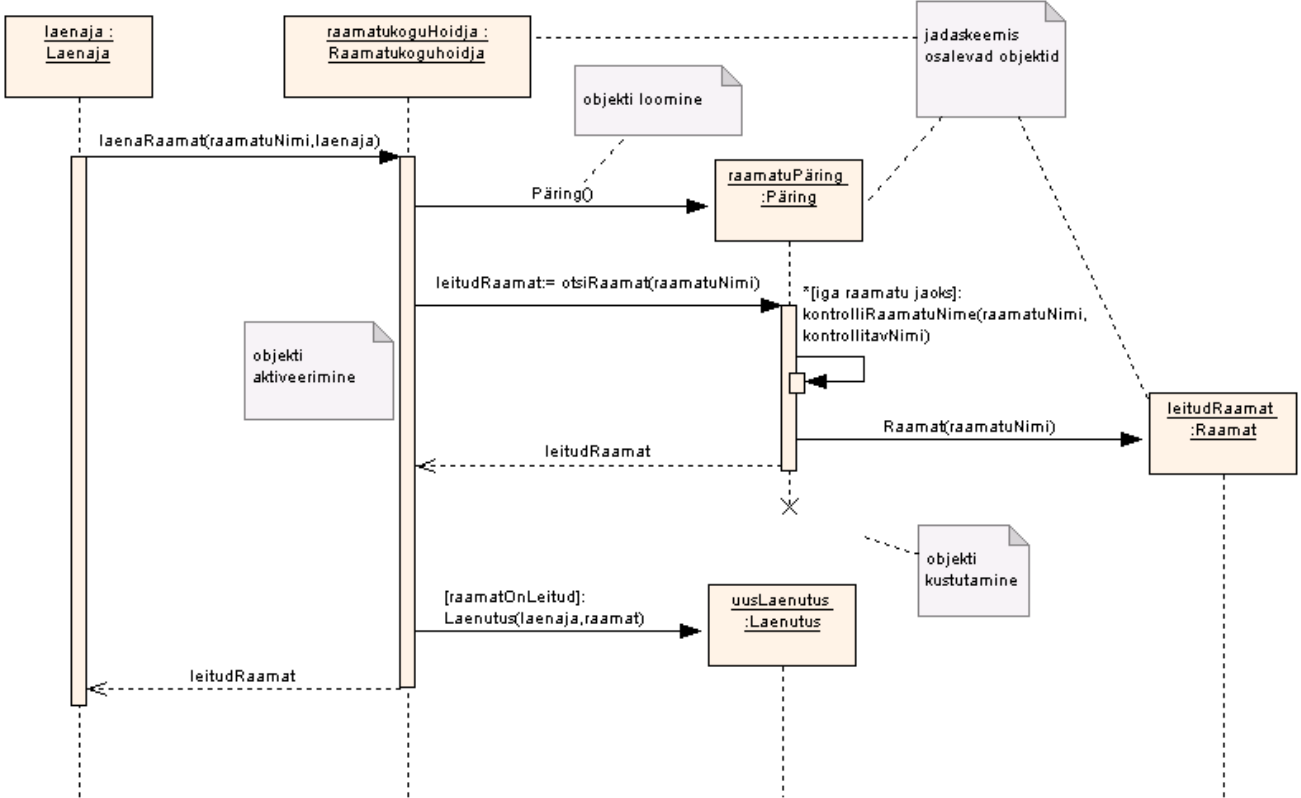 laenaja :
Laenaja
raamatukoguHoidja :
Raamatukoguhoidja
jadaskeemis
osalevad objektid
objekti loomine
laenaRaamat(raamatuNimi,laenaja)
raamatuPäring
:Päring
Päring()
leitudRaamat:= otsiRaamat(raamatuNimi)
*[iga raamatu jaoks]:
kontrolliRaamatuNime(raamatuNimi,
kontrollitavNimi)
objekti
aktiveerimine
leitudRaamat
:Raamat
Raamat(raamatuNimi)
leitudRaamat
objekti
kustutamine
[raamatOnLeitud]:
Laenutus(laenaja,raamat)
uusLaenutus
:Laenutus
leitudRaamat